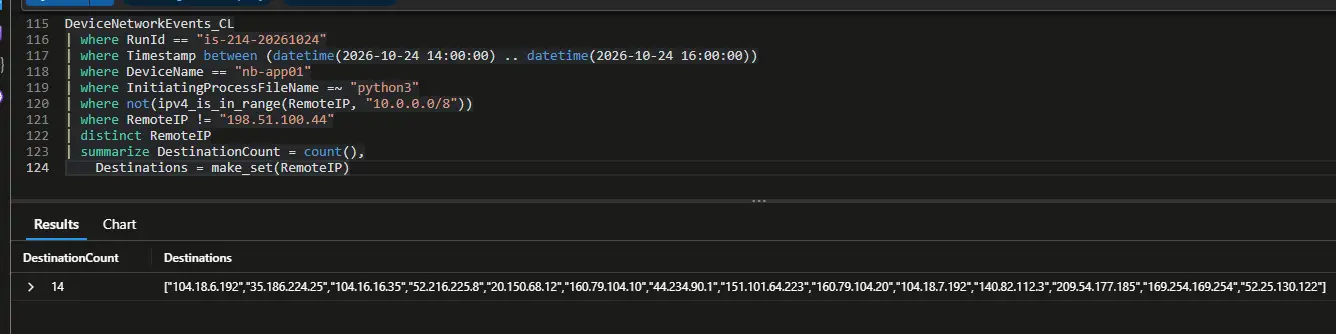 115 DeviceNetworkEvents_CL
116 | where RunId == "is-214-20261024"
117 | where Timestamp between (datetime(2026-10-24 14:00:00) .. datetime(2026-10-24 16:00:00))
118 | where DeviceName == "nb-app01"
119 | where InitiatingProcessFileName =~ "python3"
120 | where not(ipv4_is_in_range(RemoteIP, "10.0.0.0/8"))
121 | where RemoteIP != "198.51.100.44"
122 | distinct RemoteIP
123 | summarize DestinationCount = count(),
124 Destinations = make_set(RemoteIP)
Results Chart
DestinationCount Destinations
14 ["104.18.6.192","35.186.224.25","104.16.16.35","52.216.225.8","20.150.68.12","160.79.104.10","44.234.90.1","151.101.64.223","160.79.104.20","104.18.7.192","140.82.112.3","209.54.177.185","169.254.169.254","52.25.130.122"]